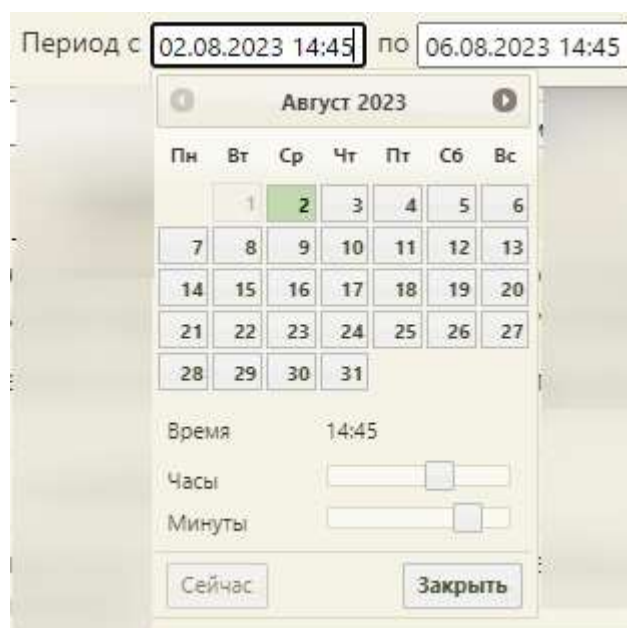 Период с 02.08.2023 14:45 по 06.08.2023 14:45
Август 2023
Пн Вт Ср Чт Пт Сб Вс
1 2 3 4 5 6
7 8 9 10 11 12 13
14 15 16 17 18 19 20
21 22 23 24 25 26 27
28 29 30 31
Время 14:45
Часы
Минуты
Сейчас Закрыть